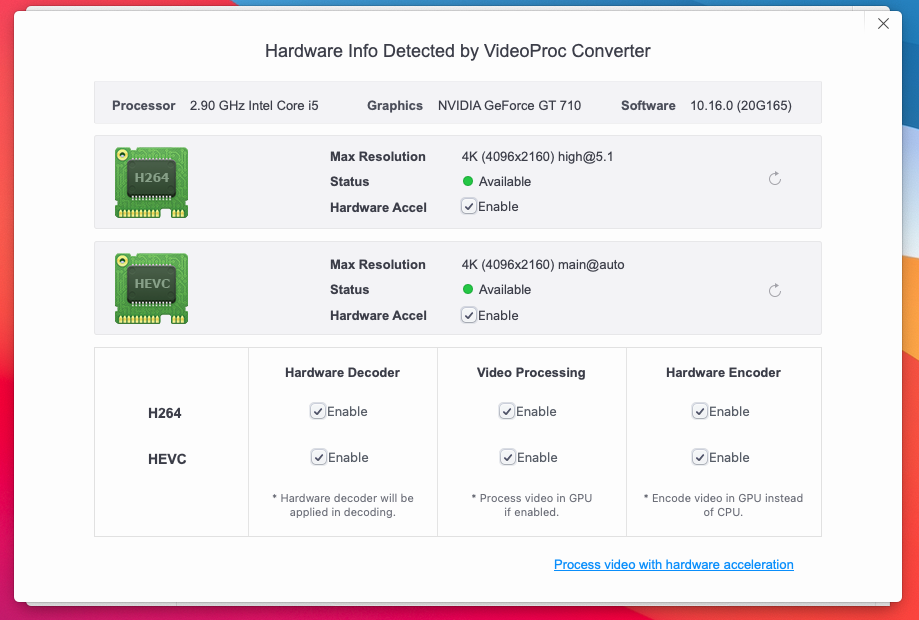 Hardware Info Detected by VideoProc Converter
Processor 2.90 GHz Intel Core i5 Graphics NVIDIA GeForce GT 710 Software 10.16.0 (20G165)
H264
Max Resolution 4K (4096x2160) high@5.1
Status Available
Hardware Accel Enable
HEVC
Max Resolution 4K (4096x2160) main@auto
Status Available
Hardware Accel Enable
Hardware Decoder Video Processing Hardware Encoder
H264 Enable Enable Enable
HEVC Enable Enable Enable
* Hardware decoder will be
applied in decoding.
* Process video in GPU
if enabled.
* Encode video in GPU instead
of CPU.
Process video with hardware acceleration